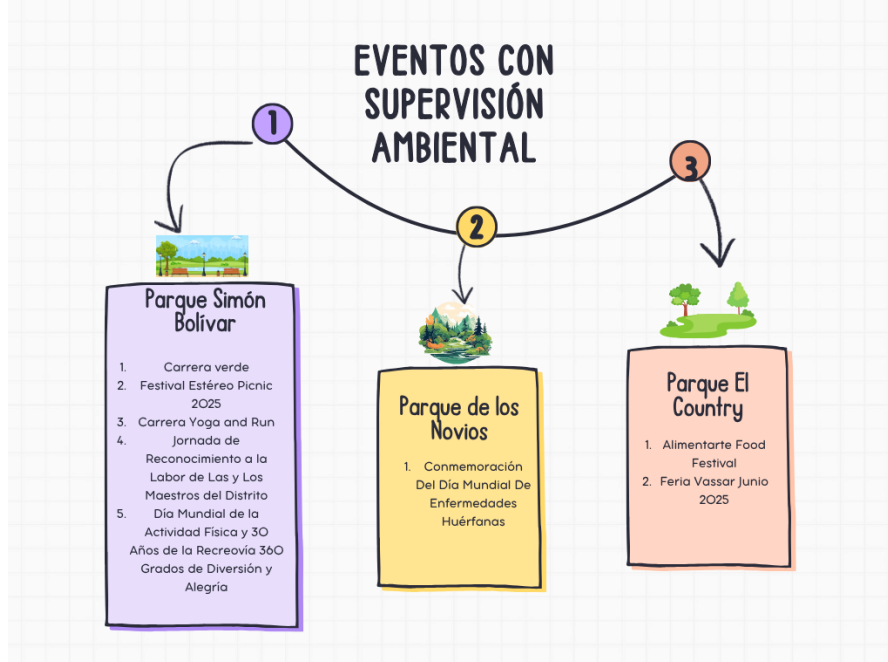 EVENTOS CON
SUPERVISIÓN
AMBIENTAL
1
2
3
Parque Simón
Bolívar
1. Carrera verde
2. Festival Estéreo Picnic
2025
3. Carrera Yoga and Run
4. Jornada de
Reconocimiento a la
Labor de Las y Los
Maestros del Distrito
5. Día Mundial de la
Actividad Física y 30
Años de la Recreovía 360
Grados de Diversión y
Alegría
Parque de los
Novios
1. Conmemoración
Del Día Mundial De
Enfermedades
Huérfanas
Parque El
Country
1. Alimentarte Food
Festival
2. Feria Vassar Junio
2025